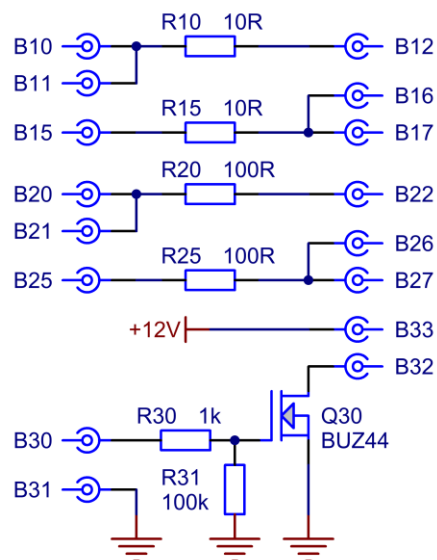 R10 10R
B10 B12
B11
R15 10R B16
B15 B17
R20 100R
B20 B22
B21
R25 100R B26
B25 B27
+12V B33
B32
R30 1k Q30
B30 BUZ44
R31
B31 100k